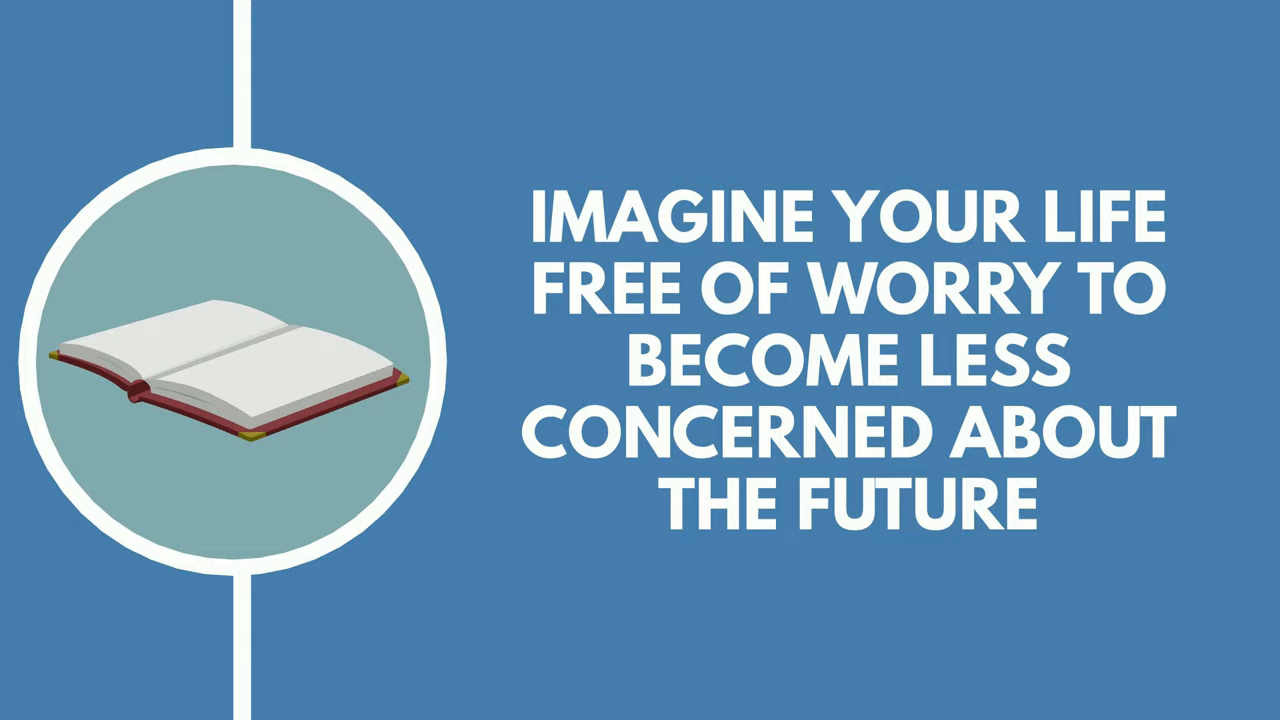 IMAGINE YOUR LIFE
FREE OF WORRY TO
BECOME LESS
CONCERNED ABOUT
THE FUTURE